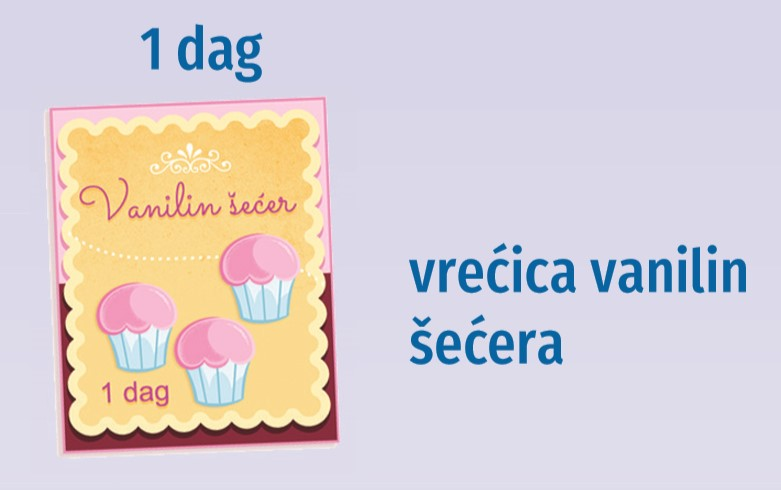 1 dag
Vanilin šećer
1 dag
vrećica vanilin
šećera